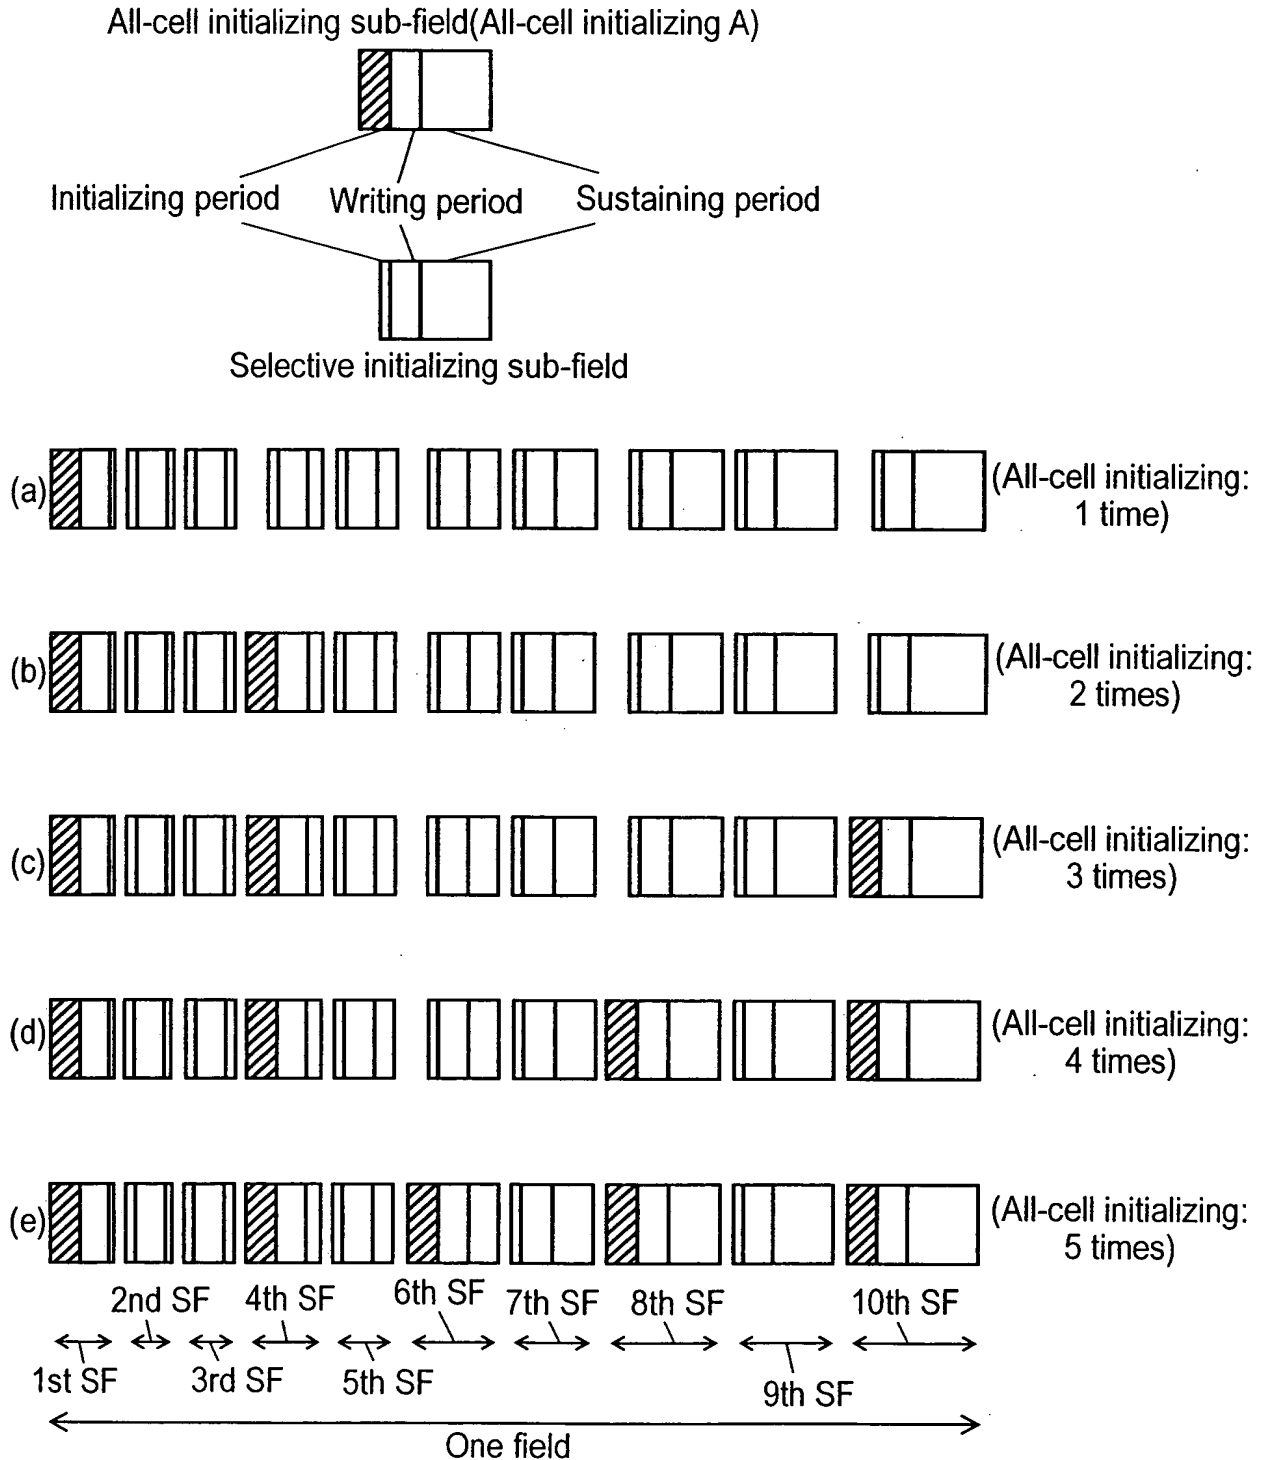 All-cell initializing sub-field(All-cell initializing A)
Initializing period
Writing period
Sustaining period
Selective initializing sub-field
(a)
(All-cell initializing:
1 time)
(b)
(All-cell initializing:
2 times)
(c)
(All-cell initializing:
3 times)
(d)
(All-cell initializing:
4 times)
(e)
(All-cell initializing:
5 times)
2nd SF
4th SF
6th SF
7th SF
8th SF
10th SF
1st SF
3rd SF
5th SF
9th SF
One field